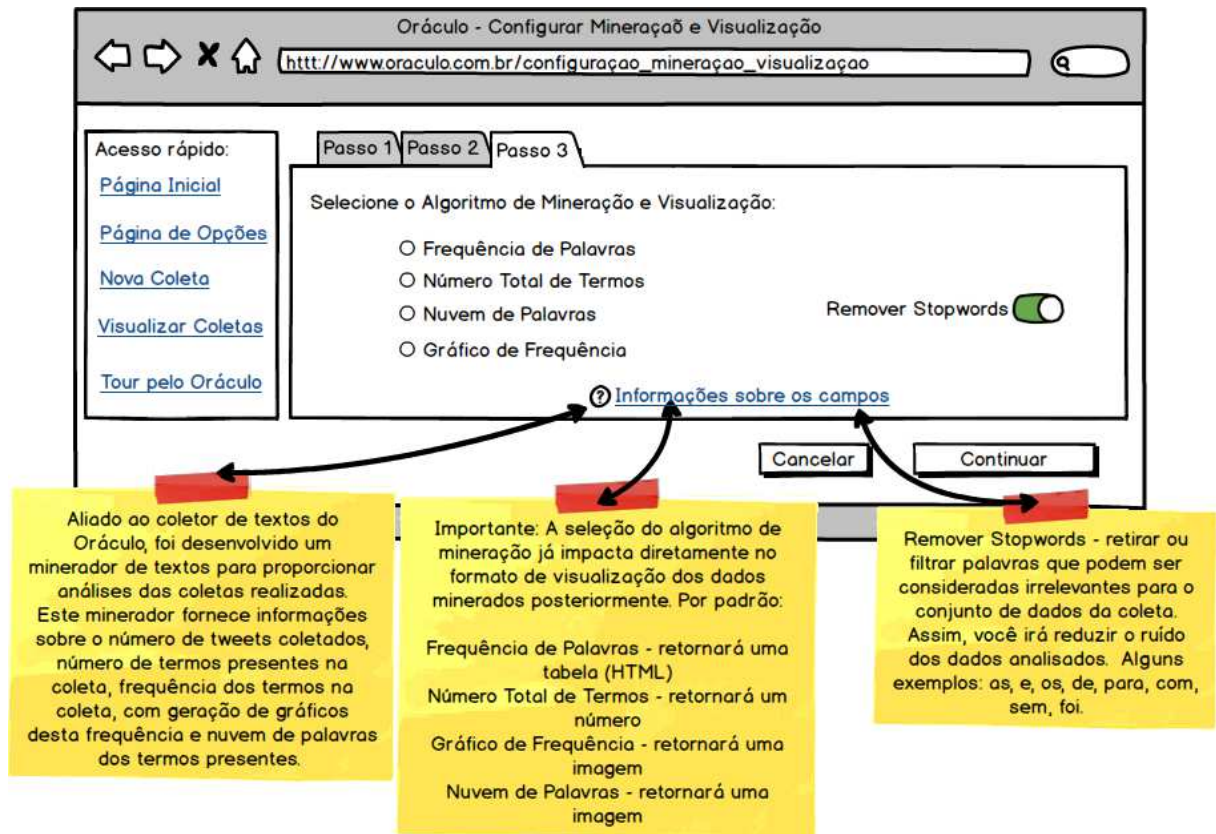 Oráculo - Configurar Mineraçaõ e Visualização
httt://www.oraculo.com.br/configuraçao_mineraçao_visualizaçao
Acesso rápido:
Página Inicial
Página de Opções
Nova Coleta
Visualizar Coletas
Tour pelo Oráculo
Passo 1
Passo 2
Passo 3
Selecione o Algoritmo de Mineração e Visualização:
Frequência de Palavras
Número Total de Termos
Nuvem de Palavras
Gráfico de Frequência
Remover Stopwords
? Informações sobre os campos
Cancelar
Continuar
Aliado ao coletor de textos do
Oráculo, foi desenvolvido um
minerador de textos para proporcionar
análises das coletas realizadas.
Este minerador fornece informações
sobre o número de tweets coletados,
número de termos presentes na
coleta, frequência dos termos na
coleta, com geração de gráficos
desta frequência e nuvem de palavras
dos termos presentes.
Importante: A seleção do algoritmo de
mineração já impacta diretamente no
formato de visualização dos dados
minerados posteriormente. Por padrão:
Frequência de Palavras - retornará uma
tabela (HTML)
Número Total de Termos - retornará um
número
Gráfico de Frequência - retornará uma
imagem
Nuvem de Palavras - retornará uma
imagem
Remover Stopwords - retirar ou
filtrar palavras que podem ser
consideradas irrelevantes para o
conjunto de dados da coleta.
Assim, você irá reduzir o ruído
dos dados analisados. Alguns
exemplos: as, e, os, de, para, com,
sem, foi.